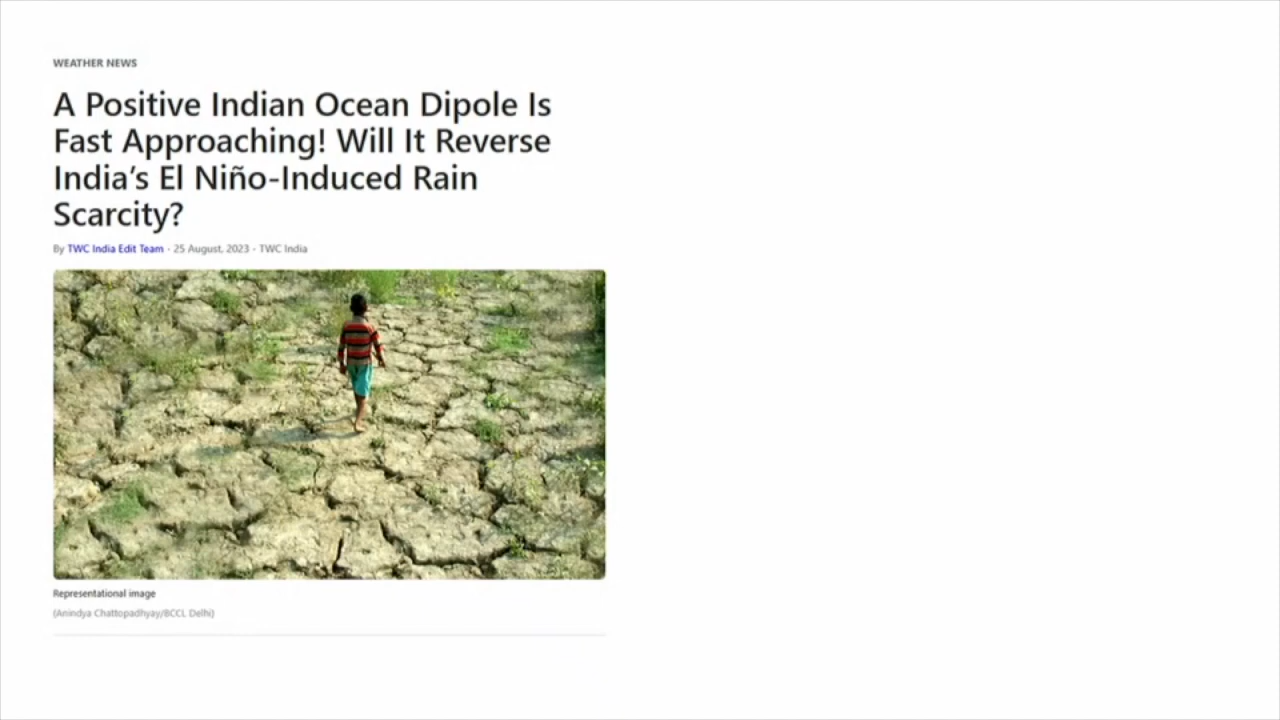 WEATHER NEWS
A Positive Indian Ocean Dipole Is
Fast Approaching! Will It Reverse
India’s El Niño-Induced Rain
Scarcity?
By TWC India Edit Team - 25 August, 2023 - TWC India
Representational image
(Anindya Chattopadhyay/BCCL Delhi)